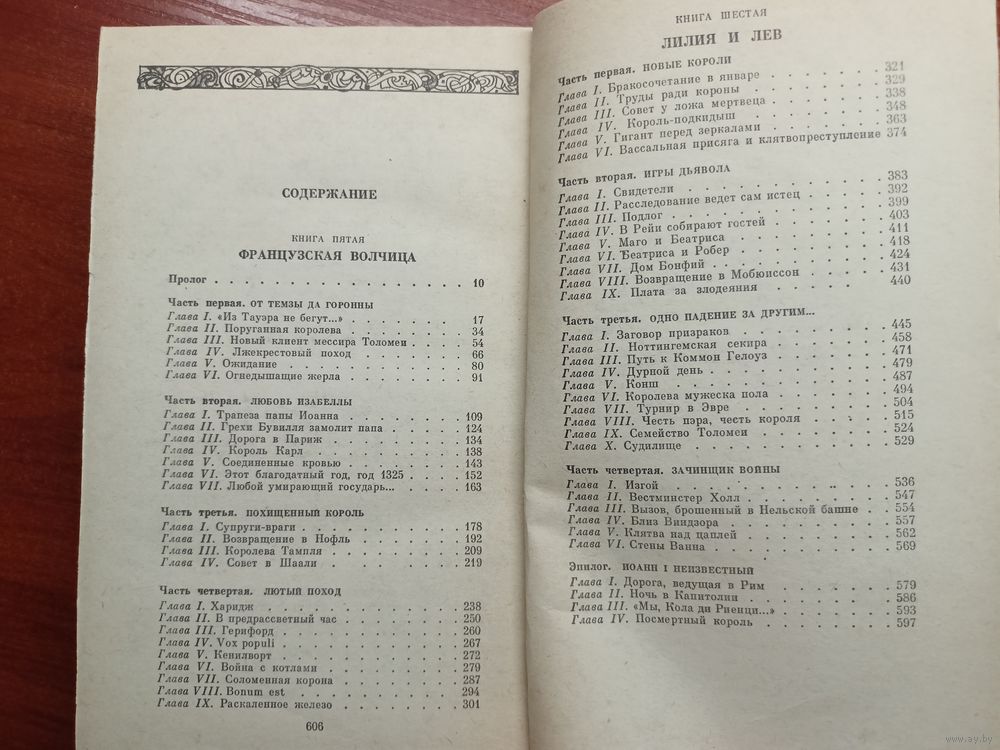 СОДЕРЖАНИЕ
КНИГА ПЯТАЯ
ФРАНЦУЗСКАЯ ВОЛЧИЦА
Пролог . . . . . . . . . . . . . . . . 10
Часть первая. ОТ ТЕМЗЫ ДА ГОРОННЫ
Глава I. «Из Тауэра не бегут...» . . . . . . . 17
Глава II. Поруганная королева . . . . . . . 34
Глава III. Новый клиент мессира Толомеи . . . . 54
Глава IV. Лжекрестовый поход . . . . . . . 66
Глава V. Ожидание . . . . . . . . . . 80
Глава VI. Огнедышащие жерла . . . . . . . 91
Часть вторая. ЛЮБОВЬ ИЗАБЕЛЛЫ
Глава I. Трапеза папы Иоанна . . . . . . . 109
Глава II. Грехи Бувилля замолит папа . . . . . 124
Глава III. Дорога в Париж . . . . . . . . 134
Глава IV. Король Карл . . . . . . . . . 138
Глава V. Соединенные кровью . . . . . . . 143
Глава VI. Этот благодатный год, год 1325 . . . . 152
Глава VII. Любой умирающий государь... . . . . 163
Часть третья. ПОХИЩЕННЫЙ КОРОЛЬ
Глава I. Супруги-враги . . . . . . . . . 178
Глава II. Возвращение в Нофль . . . . . . . 192
Глава III. Королева Тампля . . . . . . . . 209
Глава IV. Совет в Шаали . . . . . . . . . 219
Часть четвертая. ЛЮТЫЙ ПОХОД
Глава I. Харидж . . . . . . . . . . . 238
Глава II. В предрассветный час . . . . . . . 250
Глава III. Герифорд . . . . . . . . . . 260
Глава IV. Vox populi . . . . . . . . . . 267
Глава V. Кенилворт . . . . . . . . . . 272
Глава VI. Война с котлами . . . . . . . . 279
Глава VII. Соломенная корона . . . . . . . 287
Глава VIII. Bonum est . . . . . . . . . . 294
Глава IX. Раскаленное железо . . . . . . . 301
606
КНИГА ШЕСТАЯ
ЛИЛИЯ И ЛЕВ
Часть первая. НОВЫЕ КОРОЛИ
Глава I. Бракосочетание в январе . . . . . . 321
Глава II. Труды ради короны . . . . . . . 329
Глава III. Совет у ложа мертвеца . . . . . . 338
Глава IV. Король-подкидыш . . . . . . . 348
Глава V. Гигант перед зеркалами . . . . . . 363
Глава VI. Вассальная присяга и клятвопреступление 374
Часть вторая. ИГРЫ ДЬЯВОЛА
Глава I. Свидетели . . . . . . . . . . 383
Глава II. Расследование ведет сам истец . . . . 392
Глава III. Подлог . . . . . . . . . . . 399
Глава IV. В Рейи собирают гостей . . . . . . 403
Глава V. Маго и Беатриса . . . . . . . . 411
Глава VI. Беатриса и Робер . . . . . . . . 418
Глава VII. Дом Бонфий . . . . . . . . . 424
Глава VIII. Возвращение в Мобюиссон . . . . . 431
Глава IX. Плата за злодеяния . . . . . . . 440
Часть третья. ОДНО ПАДЕНИЕ ЗА ДРУГИМ...
Глава I. Заговор призраков . . . . . . . . 445
Глава II. Ноттингемская секира . . . . . . . 458
Глава III. Путь к Коммон Гелоуз . . . . . . 471
Глава IV. Дурной день . . . . . . . . . 479
Глава V. Конш . . . . . . . . . . . . 487
Глава VI. Королева мужеска пола . . . . . . 494
Глава VII. Турнир в Эвре . . . . . . . . 504
Глава VIII. Честь пэра, честь короля . . . . . 515
Глава IX. Семейство Толомеи . . . . . . . 524
Глава X. Судилище . . . . . . . . . . 529
Часть четвертая. ЗАЧИНЩИК ВОЙНЫ
Глава I. Изгой . . . . . . . . . . . . 536
Глава II. Вестминстер Холл . . . . . . . . 547
Глава III. Вызов, брошенный в Нельской башне . . 554
Глава IV. Близ Виндзора . . . . . . . . . 557
Глава V. Клятва над цаплей . . . . . . . . 562
Глава VI. Стены Ванна . . . . . . . . . 569
Эпилог. ИОАНН I НЕИЗВЕСТНЫЙ
Глава I. Дорога, ведущая в Рим . . . . . . . 579
Глава II. Ночь в Капитолии . . . . . . . . 586
Глава III. «Мы, Кола ди Риенци...» . . . . . . 593
Глава IV. Посмертный король . . . . . . . 597
www.ay.by